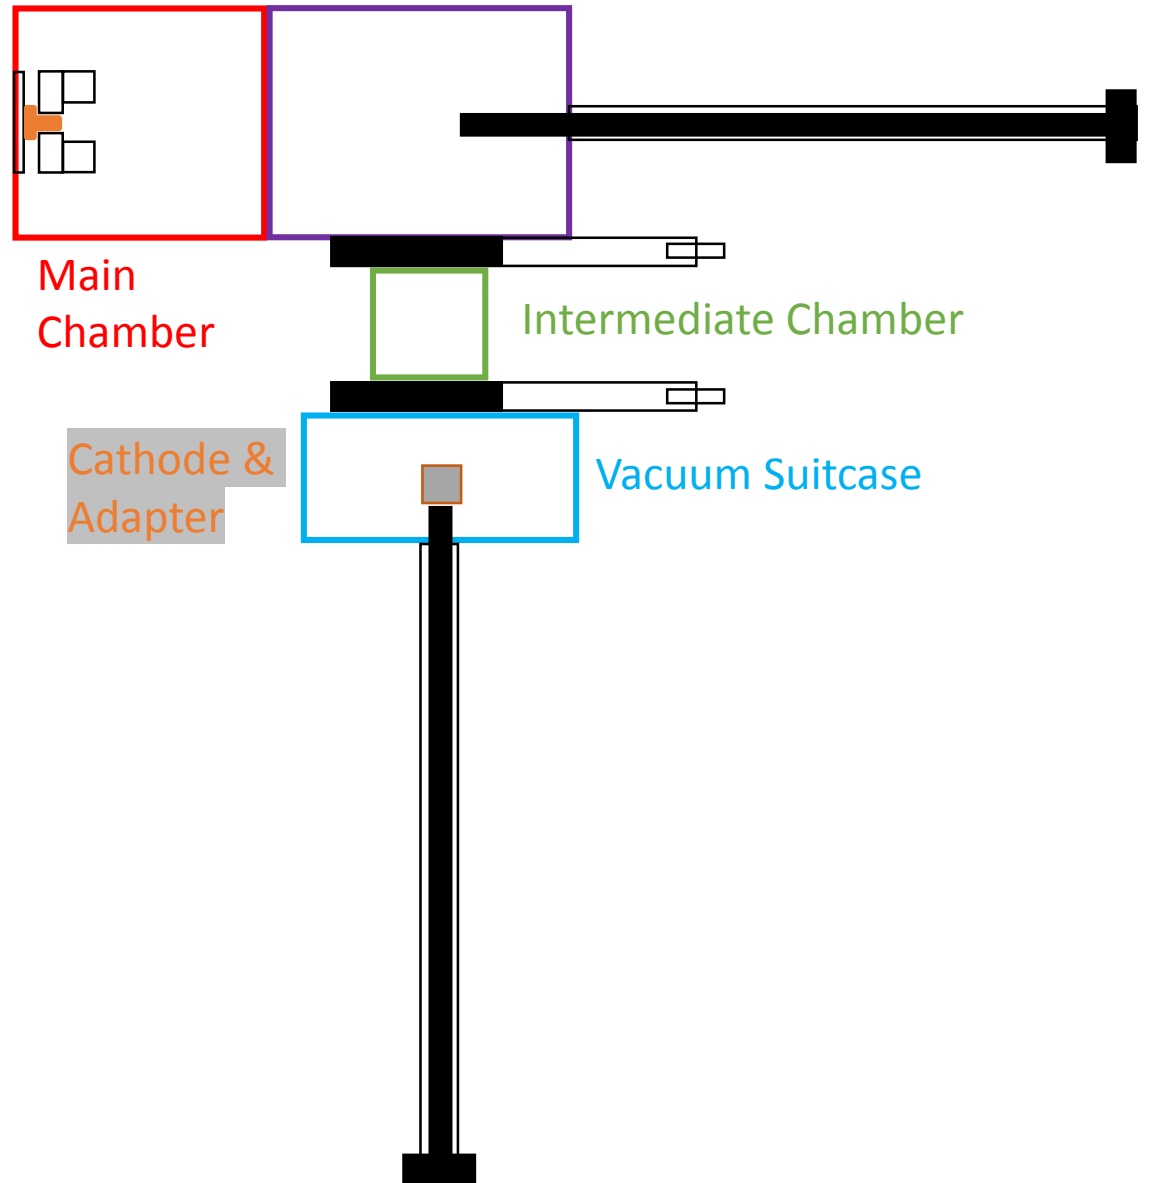 Main
Chamber
Intermediate Chamber
Cathode &
Adapter
Vacuum Suitcase